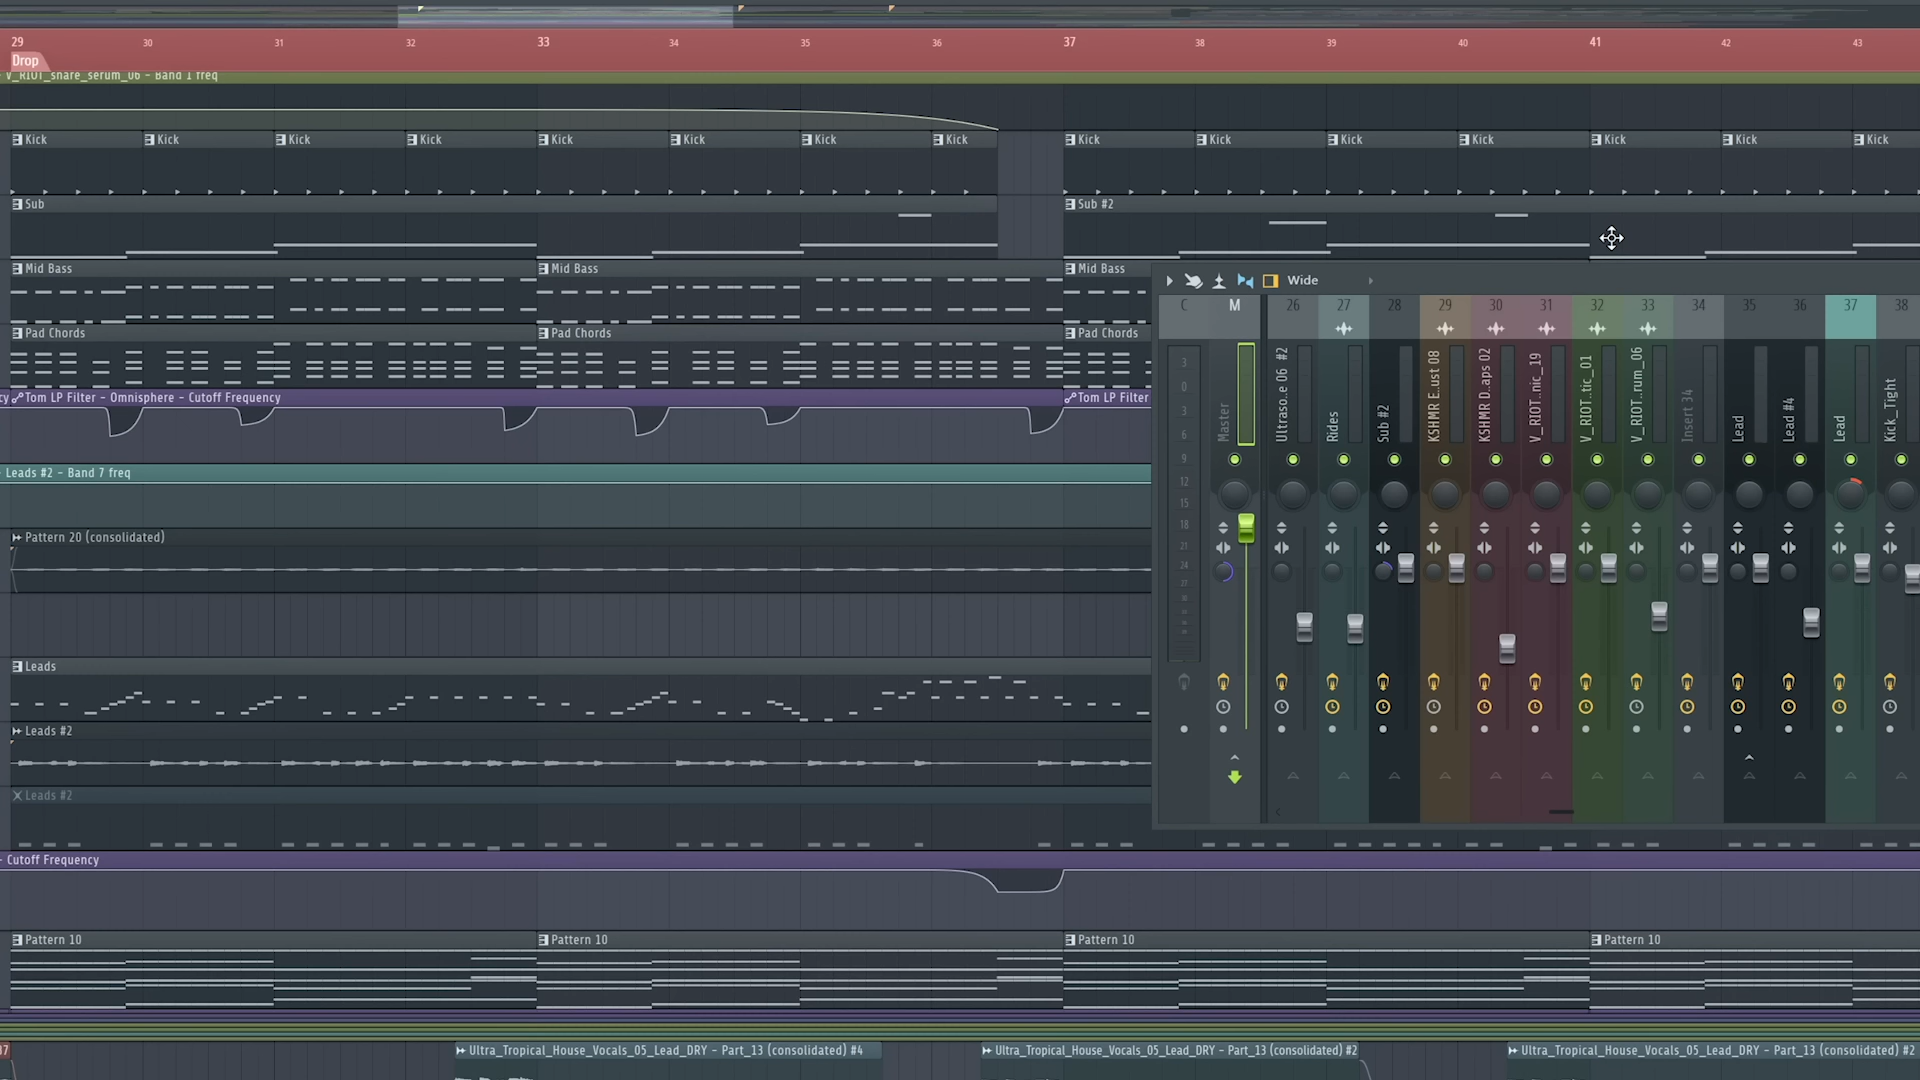 29 30 31 32 33 34 35 36 37 38 39 40 41 42 43
Drop
V_RIOT_snare_serum_06 - Band 1 freq
Kick Kick Kick Kick Kick Kick Kick Kick Kick Kick Kick Kick Kick Kick Kick
Sub Sub #2
Mid Bass Mid Bass Mid Bass
Pad Chords Pad Chords Pad Chords
cy Tom LP Filter - Omnisphere - Cutoff Frequency Tom LP Filter
Leads #2 - Band 7 freq
Pattern 20 (consolidated)
Leads
Leads #2
Leads #2
- Cutoff Frequency
Pattern 10 Pattern 10 Pattern 10 Pattern 10
Ultra_Tropical_House_Vocals_05_Lead_DRY - Part_13 (consolidated) #4 Ultra_Tropical_House_Vocals_05_Lead_DRY - Part_13 (consolidated) #2 Ultra_Tropical_House_Vocals_05_Lead_DRY - Part_13 (consolidated) #2
Wide
C M 26 27 28 29 30 31 32 33 34 35 36 37 38
3
0
3
6
9
12
15
18
21
24
27
Master
Ultraso..e 06 #2
Rides
Sub #2
KSHMR E..ust 08
KSHMR D..aps 02
V_RIOT..nic_19
V_RIOT..tic_01
V_RIOT..rum_06
Insert 34
Lead
Lead #4
Lead
Kick_Tight